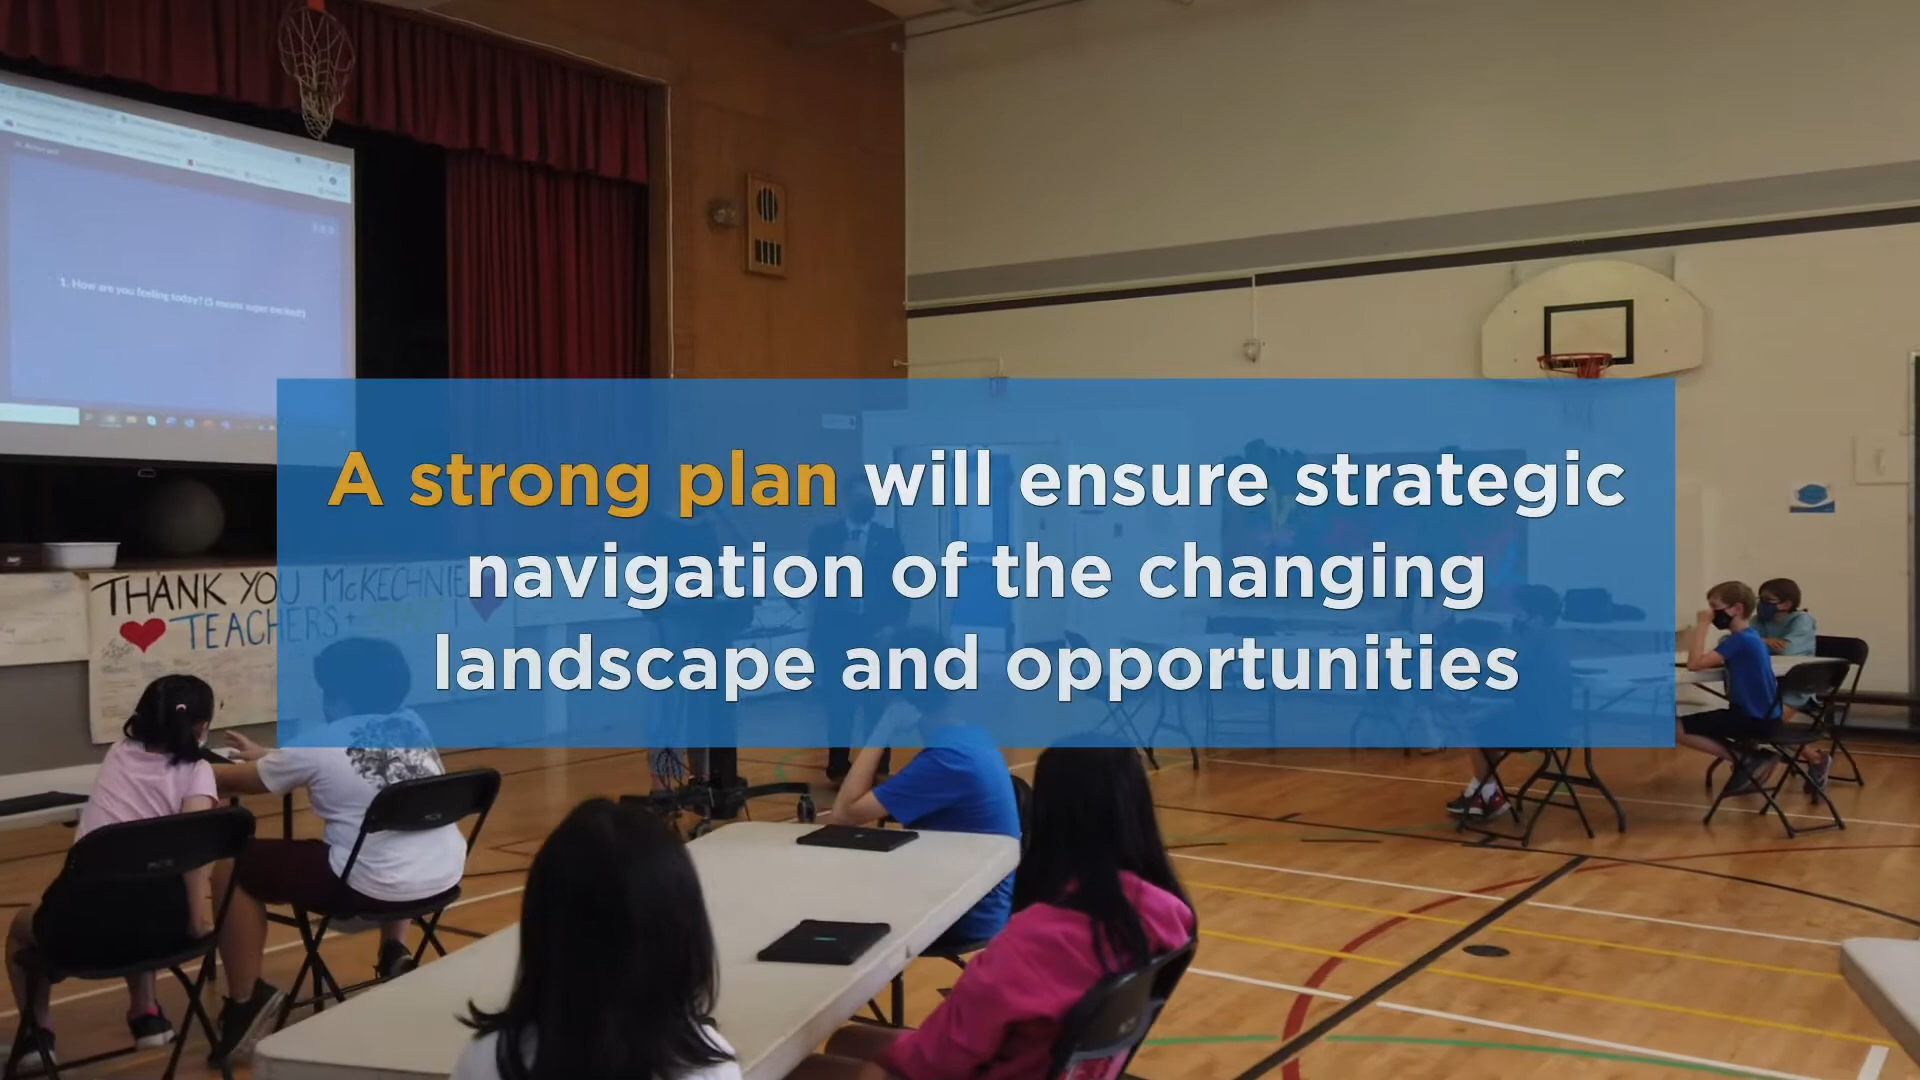 1. How are you feeling today? (5 means super excited!)
A strong plan will ensure strategic
navigation of the changing
landscape and opportunities
THANK YOU McKECHNIE
TEACHERS+